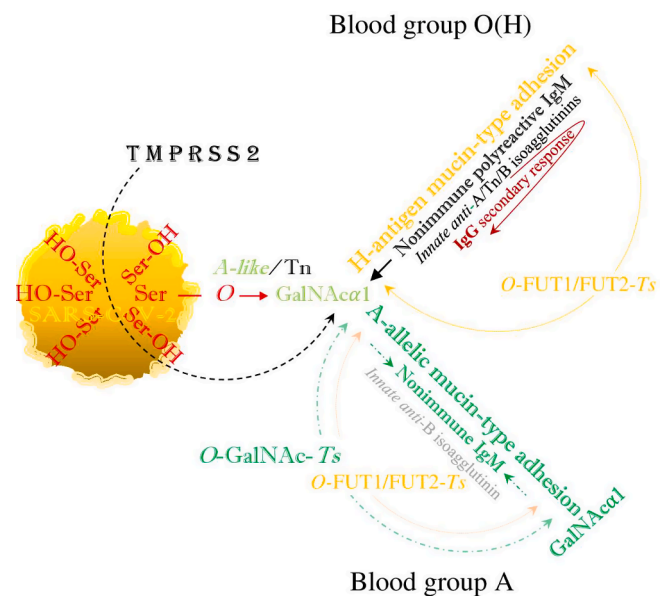 Blood group O(H)
H-antigen mucin-type adhesion
Nonimmune polyreactive IgM
Innate anti-A/Tn/B isoagglutinins
IgG secondary response
O-FUT1/FUT2-Ts
TMPRSS2
HO-Ser
Ser-OH
HO-Ser
Ser
SARS-CoV-2
HO-Ser
Ser-OH
A-like/Tn
O
GalNAcα1
A-allelic mucin-type adhesion
Nonimmune IgM
Innate anti-B isoagglutinin
O-GalNAc-Ts
O-FUT1/FUT2-Ts
GalNAcα1
Blood group A